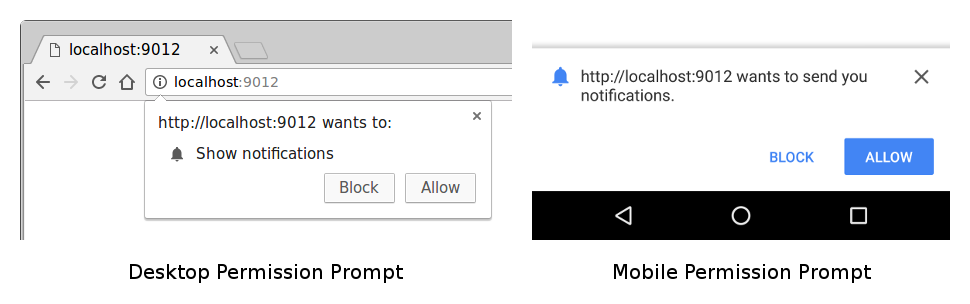 localhost:9012
localhost:9012
http://localhost:9012 wants to:
Show notifications
Block
Allow
Desktop Permission Prompt
http://localhost:9012 wants to send you
notifications.
BLOCK
ALLOW
Mobile Permission Prompt